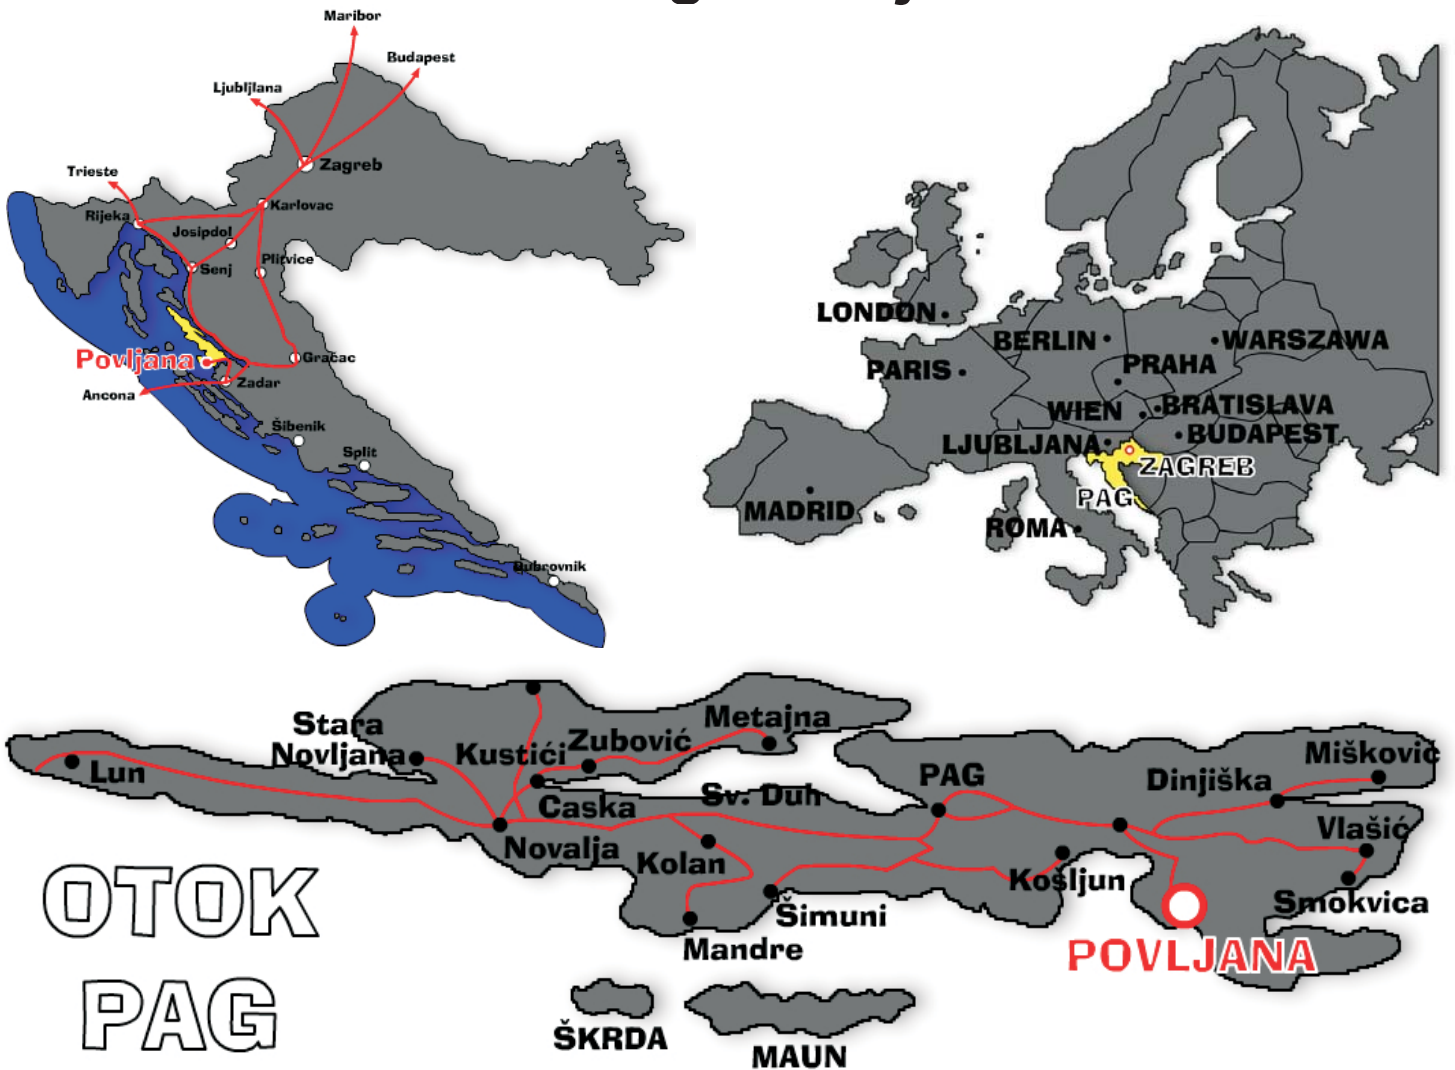 Maribor
Budapest
Ljubljlana
Zagreb
Trieste
Karlovac
Rijeka
Josipdol
Senj
Plitvice
Povljana
Gračac
Zadar
Ancona
Šibenik
Split
Dubrovnik
LONDON
BERLIN
WARSZAWA
PARIS
PRAHA
WIEN
BRATISLAVA
LJUBLJANA
BUDAPEST
ZAGREB
PAG
MADRID
ROMA
Stara
Novljana
Lun
Kustići
Zubović
Metajna
Caska
Sv. Duh
PAG
Dinjiška
Mišković
Novalja
Kolan
Vlašić
Košljun
Šimuni
Smokvica
Mandre
POVLJANA
OTOK
PAG
ŠKRDA
MAUN